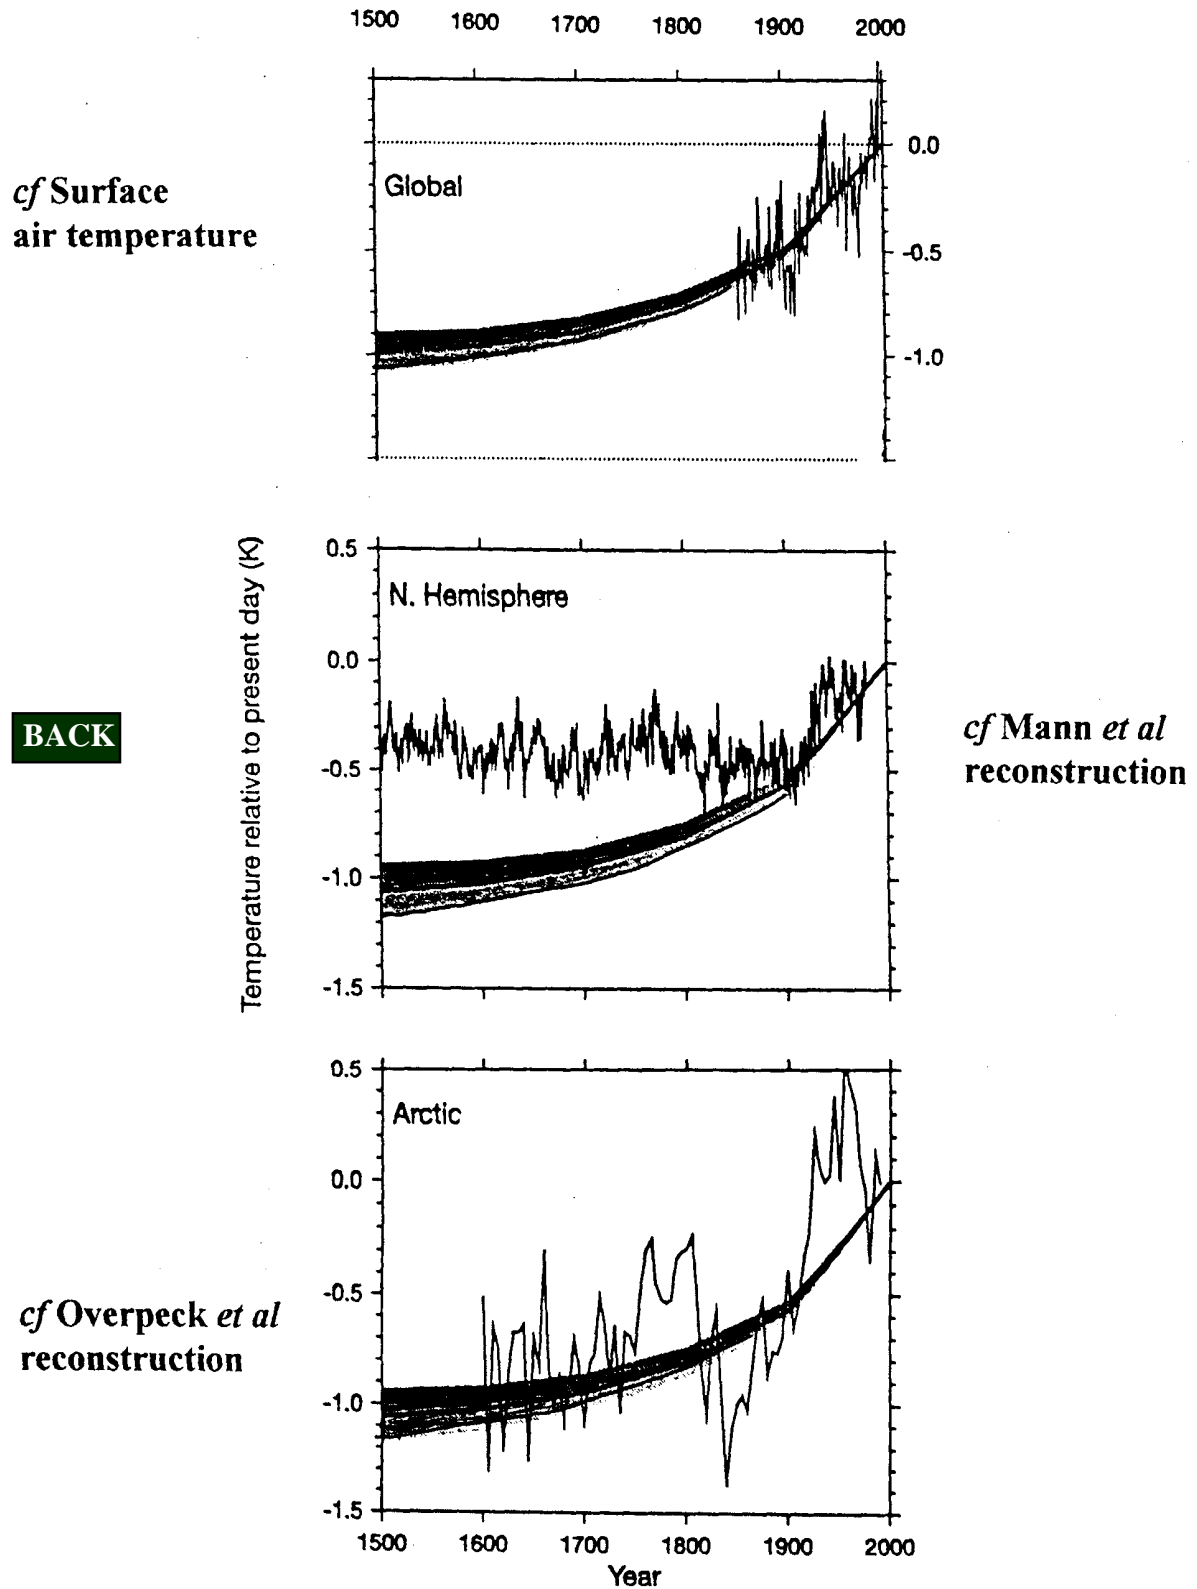 1500 1600 1700 1800 1900 2000
0.0
Global
cf Surface
air temperature
-0.5
-1.0
Temperature relative to present day (K)
0.5
N. Hemisphere
0.0
BACK
cf Mann et al
reconstruction
-0.5
-1.0
-1.5
0.5
Arctic
0.0
-0.5
cf Overpeck et al
reconstruction
-1.0
-1.5
1500 1600 1700 1800 1900 2000
Year